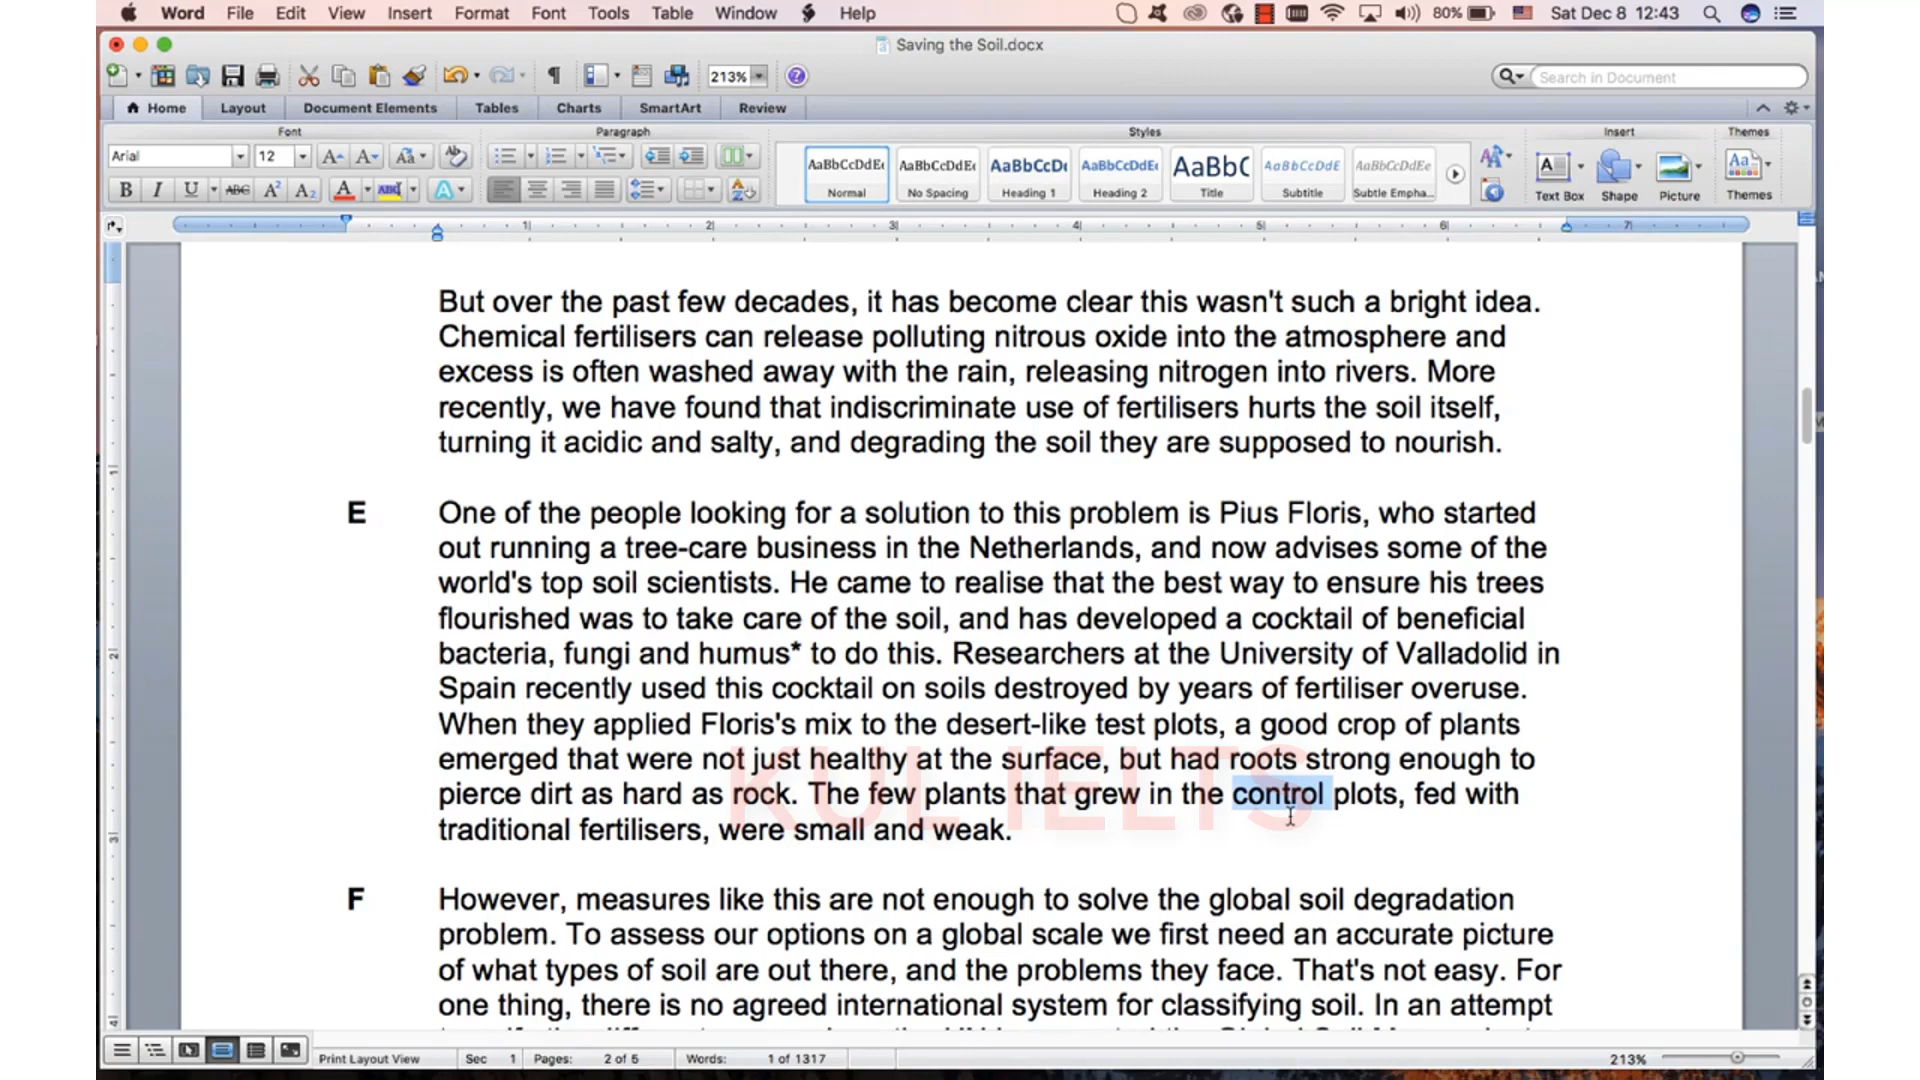 Word File Edit View Insert Format Font Tools Table Window Help 80% Sat Dec 8 12:43
Saving the Soil.docx
213% Search in Document
Home Layout Document Elements Tables Charts SmartArt Review
Font Paragraph Styles Insert Themes
Arial 12
AaBbCcDdEe AaBbCcDdEe AaBbCcDc AaBbCcDdEe AaBbC AaBbCcDdE AaBbCcDdEe
Normal No Spacing Heading 1 Heading 2 Title Subtitle Subtle Empha... Text Box Shape Picture Themes
1 2 3 4 5 6 7
But over the past few decades, it has become clear this wasn't such a bright idea.
Chemical fertilisers can release polluting nitrous oxide into the atmosphere and
excess is often washed away with the rain, releasing nitrogen into rivers. More
recently, we have found that indiscriminate use of fertilisers hurts the soil itself,
turning it acidic and salty, and degrading the soil they are supposed to nourish.
E One of the people looking for a solution to this problem is Pius Floris, who started
out running a tree-care business in the Netherlands, and now advises some of the
world's top soil scientists. He came to realise that the best way to ensure his trees
flourished was to take care of the soil, and has developed a cocktail of beneficial
bacteria, fungi and humus* to do this. Researchers at the University of Valladolid in
Spain recently used this cocktail on soils destroyed by years of fertiliser overuse.
When they applied Floris's mix to the desert-like test plots, a good crop of plants
emerged that were not just healthy at the surface, but had roots strong enough to
pierce dirt as hard as rock. The few plants that grew in the control plots, fed with
traditional fertilisers, were small and weak.
KUL IELTS
F However, measures like this are not enough to solve the global soil degradation
problem. To assess our options on a global scale we first need an accurate picture
of what types of soil are out there, and the problems they face. That's not easy. For
one thing, there is no agreed international system for classifying soil. In an attempt
Print Layout View Sec 1 Pages: 2 of 5 Words: 1 of 1317 213%